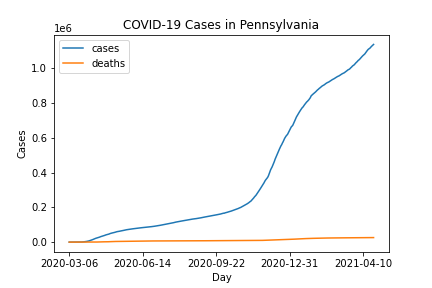 COVID-19 Cases in Pennsylvania
1e6
cases
deaths
1.0
0.8
0.6
0.4
0.2
0.0
Cases
2020-03-06 2020-06-14 2020-09-22 2020-12-31 2021-04-10
Day